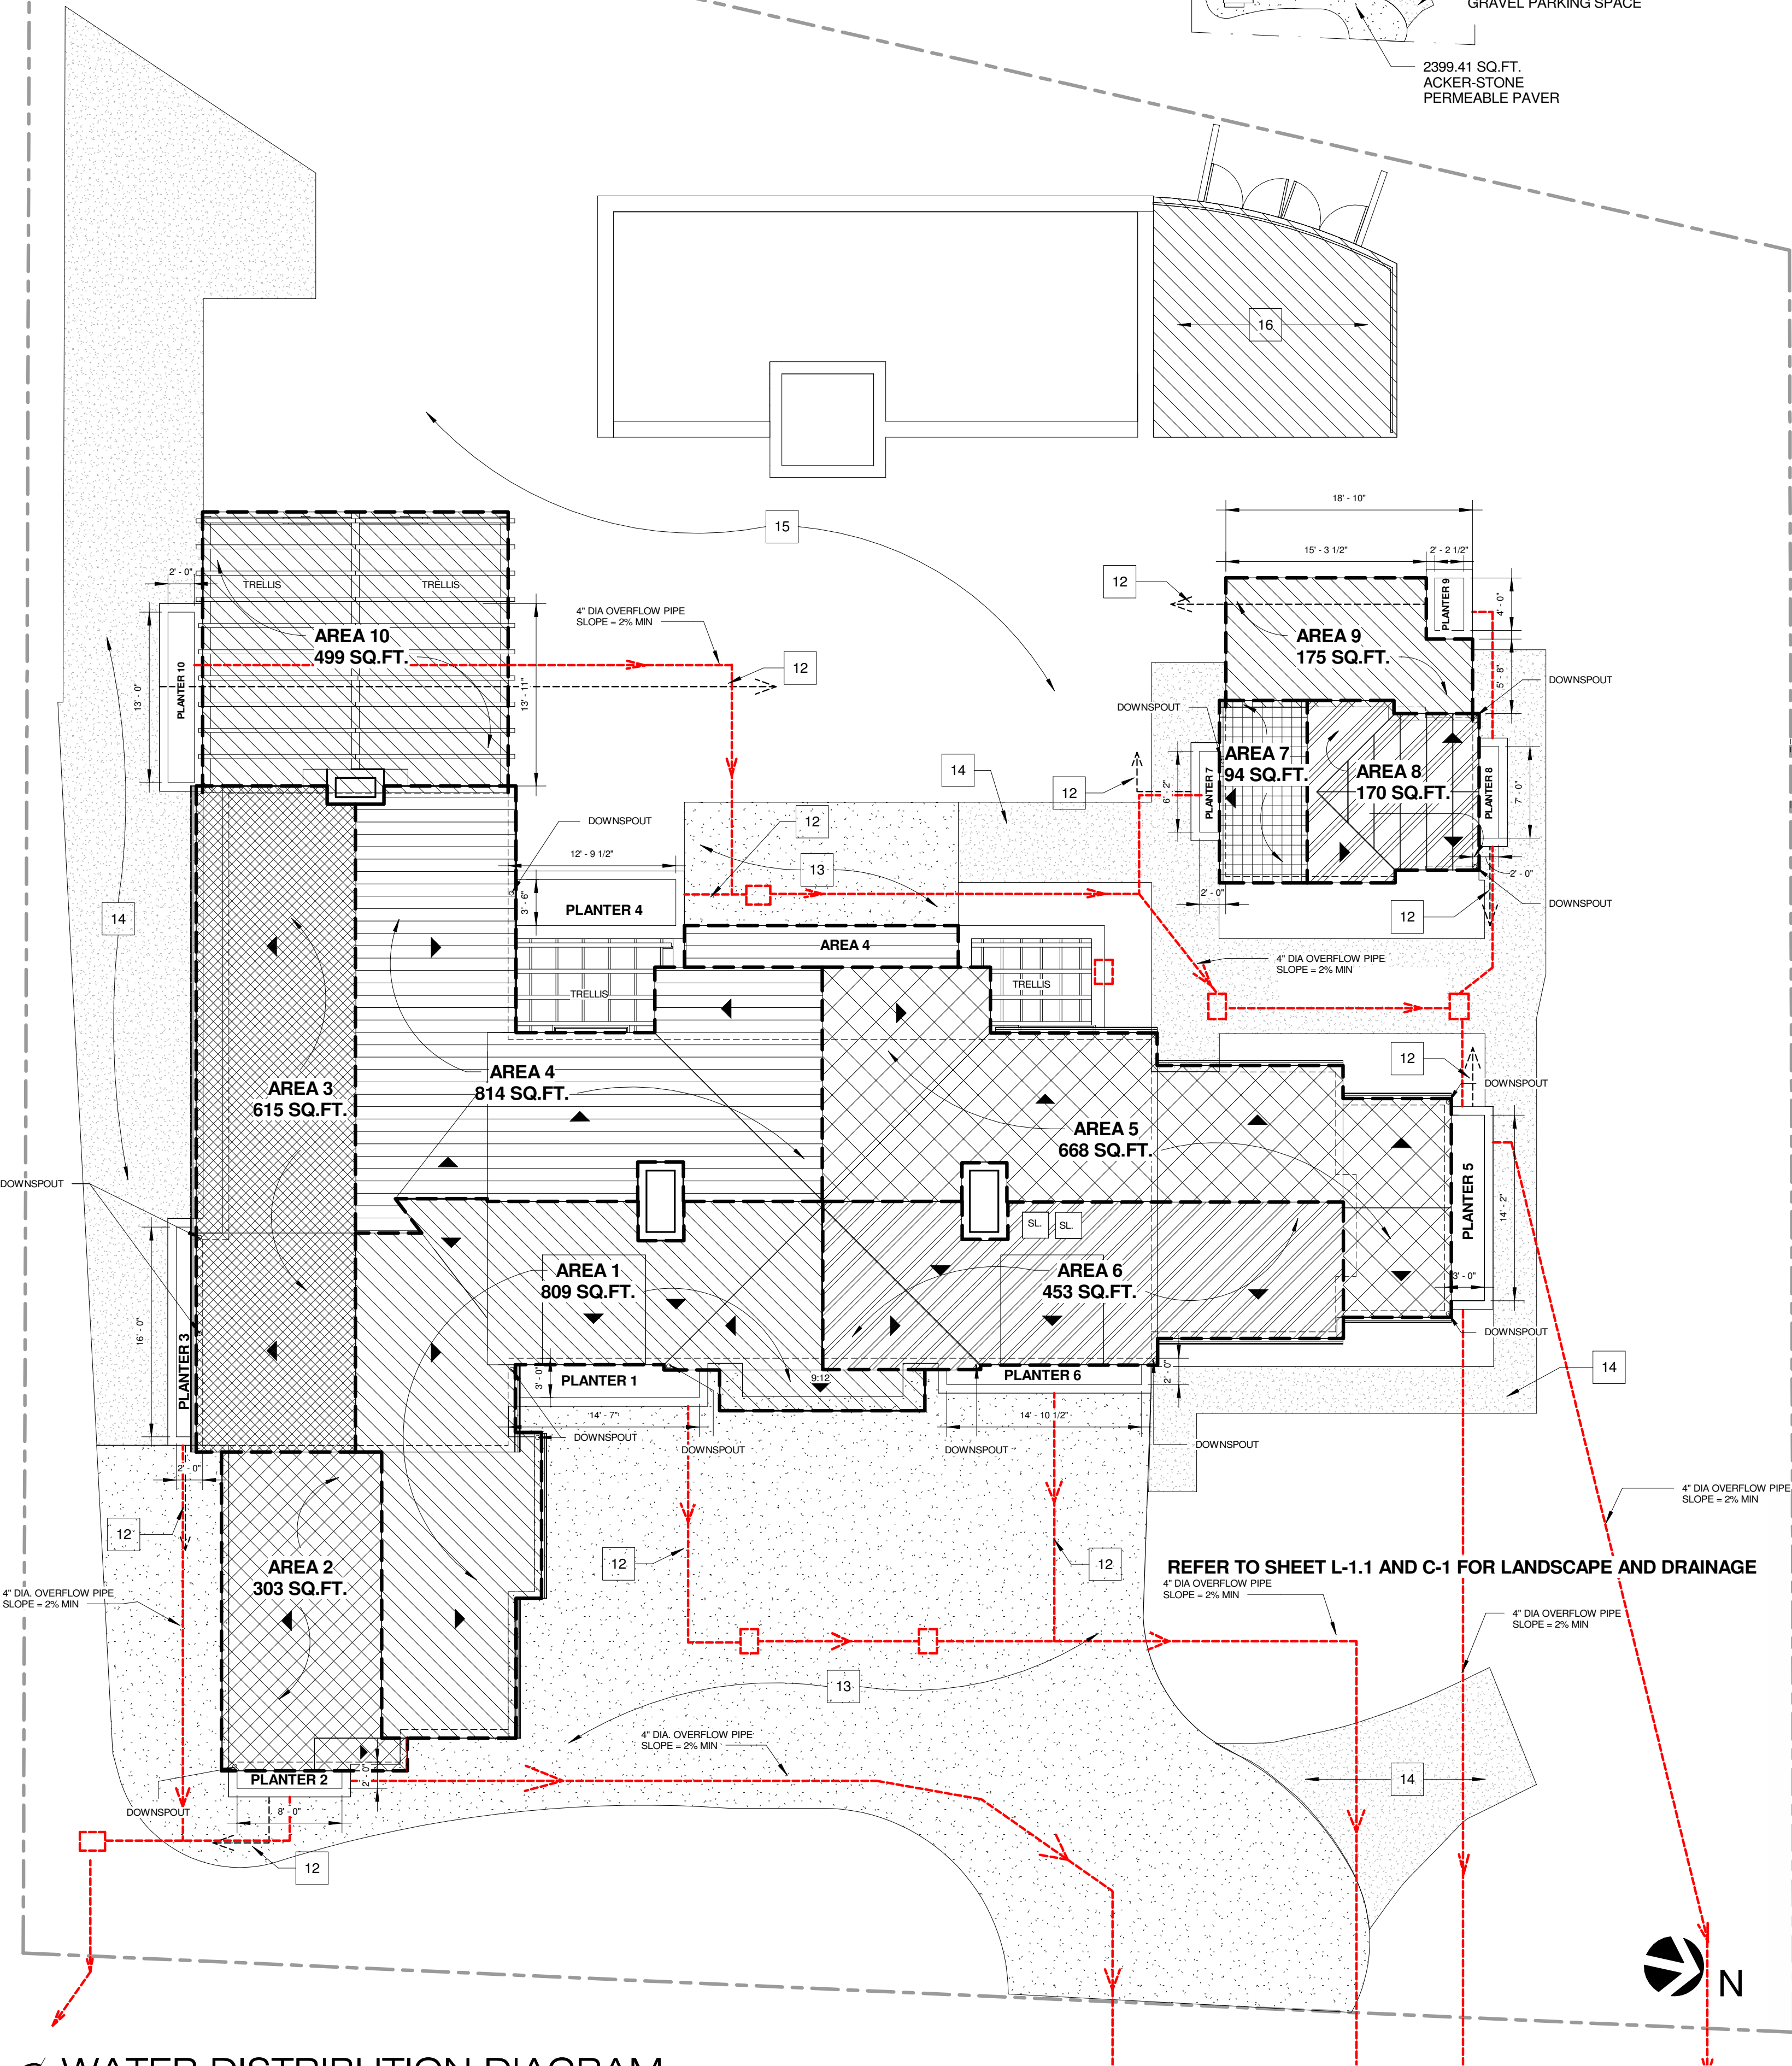 GRAVEL PARKING SPACE
2399.41 SQ.FT.
ACKER-STONE
PERMEABLE PAVER
16
15
18' - 10"
15' - 3 1/2"
2' - 2 1/2"
12
PLANTER 9
4' - 0"
AREA 9
175 SQ.FT.
5' - 8"
DOWNSPOUT
2' - 0"
TRELLIS
TRELLIS
4" DIA OVERFLOW PIPE
SLOPE = 2% MIN
AREA 10
499 SQ.FT.
12
PLANTER 10
13' - 0"
13' - 11"
DOWNSPOUT
AREA 7
94 SQ.FT.
AREA 8
170 SQ.FT.
PLANTER 7
6' - 2"
PLANTER 8
7' - 0"
14
12
DOWNSPOUT
12
12' - 9 1/2"
13
2' - 0"
2' - 0"
3' - 6"
PLANTER 4
DOWNSPOUT
12
14
AREA 4
4" DIA OVERFLOW PIPE
SLOPE = 2% MIN
TRELLIS
TRELLIS
12
DOWNSPOUT
AREA 3
615 SQ.FT.
AREA 4
814 SQ.FT.
AREA 5
668 SQ.FT.
DOWNSPOUT
PLANTER 5
14' - 2"
SL.
SL.
AREA 1
809 SQ.FT.
AREA 6
453 SQ.FT.
3' - 0"
16' - 0"
PLANTER 3
DOWNSPOUT
14
3' - 0"
PLANTER 1
9:12
PLANTER 6
2' - 0"
14' - 7"
14' - 10 1/2"
DOWNSPOUT
DOWNSPOUT
DOWNSPOUT
DOWNSPOUT
2' - 0"
4" DIA OVERFLOW PIPE
SLOPE = 2% MIN
12
12
12
AREA 2
303 SQ.FT.
REFER TO SHEET L-1.1 AND C-1 FOR LANDSCAPE AND DRAINAGE
4" DIA OVERFLOW PIPE
SLOPE = 2% MIN
4" DIA. OVERFLOW PIPE
SLOPE = 2% MIN
4" DIA OVERFLOW PIPE
SLOPE = 2% MIN
13
4" DIA. OVERFLOW PIPE
SLOPE = 2% MIN
PLANTER 2
2' - 0"
14
DOWNSPOUT
8' - 0"
12
N
WATER DISTRIBUTION DIAGRAM